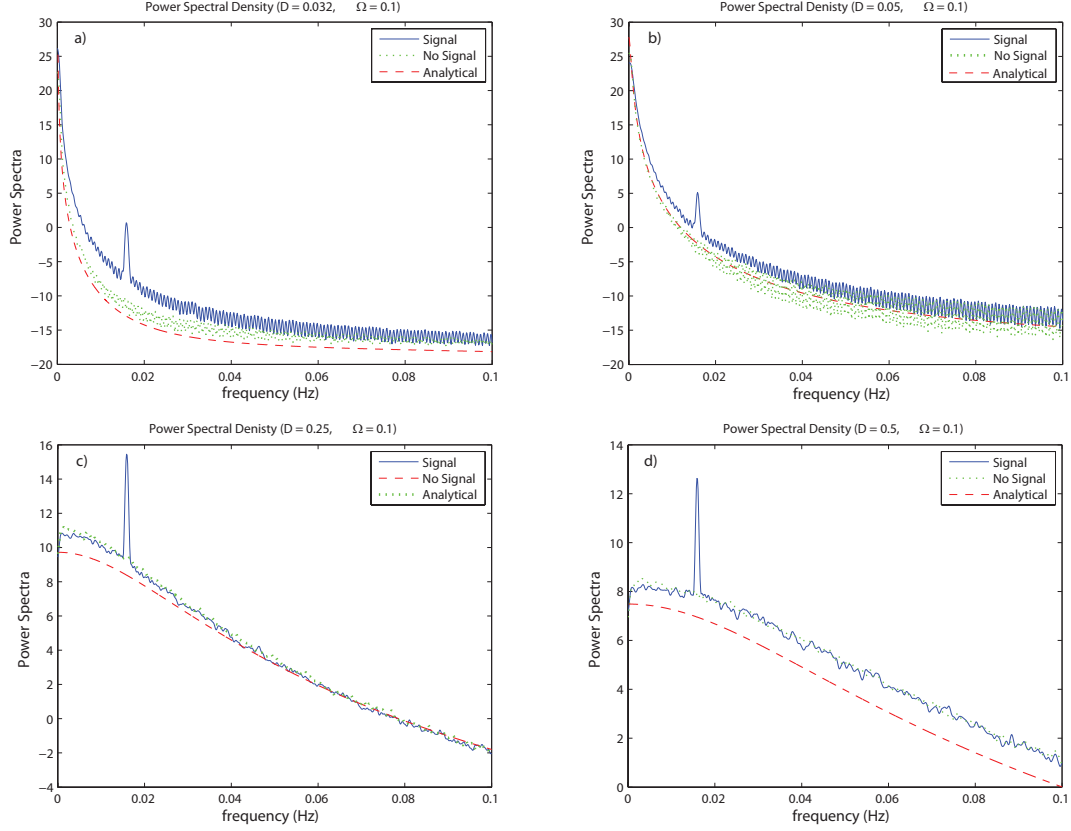 Power Spectral Denisty (D = 0.032, Ω = 0.1)
a)
Signal
No Signal
Analytical
30
25
20
15
10
5
0
−5
−10
−15
−20
Power Spectra
0
0.02
0.04
0.06
0.08
0.1
frequency (Hz)
Power Spectral Denisty (D = 0.05, Ω = 0.1)
b)
Signal
No Signal
Analytical
30
25
20
15
10
5
0
−5
−10
−15
−20
Power Spectra
0
0.02
0.04
0.06
0.08
0.1
frequency (Hz)
Power Spectral Denisty (D = 0.25, Ω = 0.1)
c)
Signal
No Signal
Analytical
16
14
12
10
8
6
4
2
0
−2
−4
Power Spectra
0
0.02
0.04
0.06
0.08
0.1
frequency (Hz)
Power Spectral Density (D = 0.5, Ω = 0.1)
d)
Signal
No Signal
Analytical
14
12
10
8
6
4
2
0
Power Spectra
0
0.02
0.04
0.06
0.08
0.1
frequency (Hz)